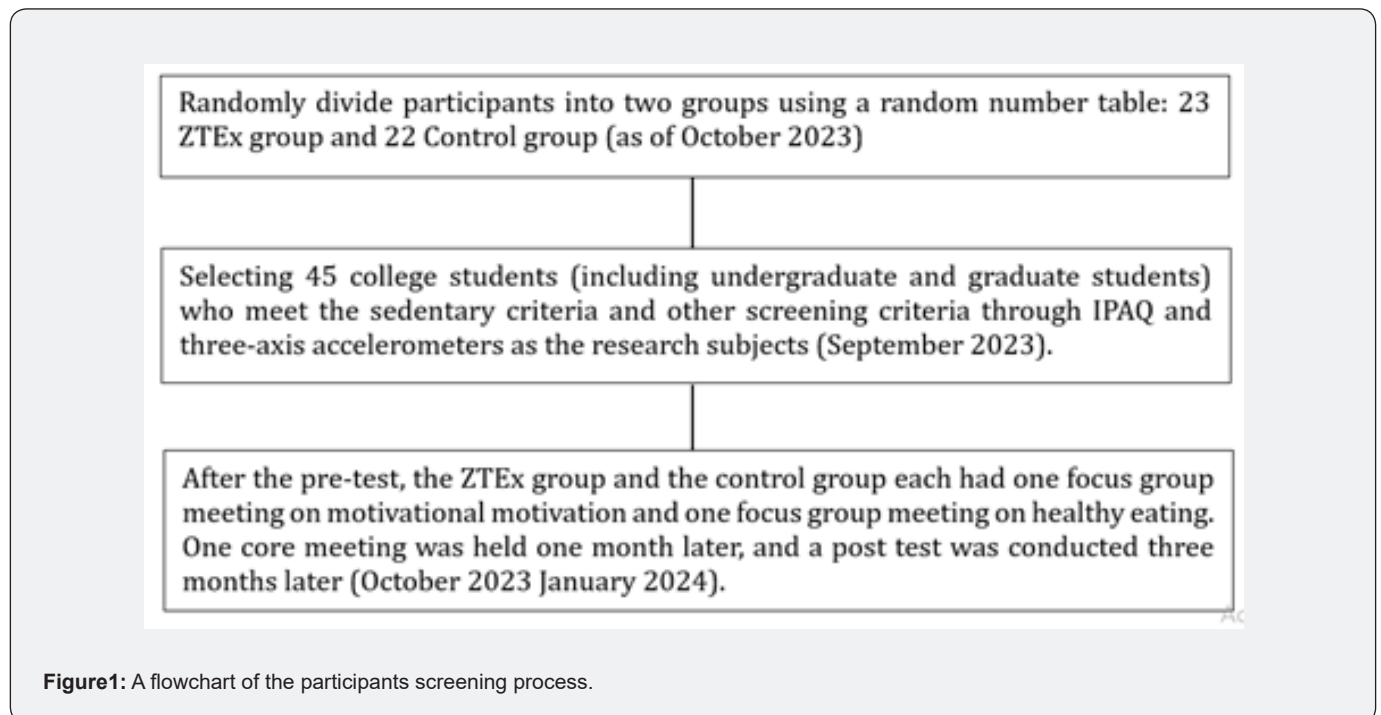 Randomly divide participants into two groups using a random number table: 23
ZTEx group and 22 Control group (as of October 2023)
Selecting 45 college students (including undergraduate and graduate students)
who meet the sedentary criteria and other screening criteria through IPAQ and
three-axis accelerometers as the research subjects (September 2023).
After the pre-test, the ZTEx group and the control group each had one focus group
meeting on motivational motivation and one focus group meeting on healthy eating.
One core meeting was held one month later, and a post test was conducted three
months later (October 2023 January 2024).
Figure1: A flowchart of the participants screening process.